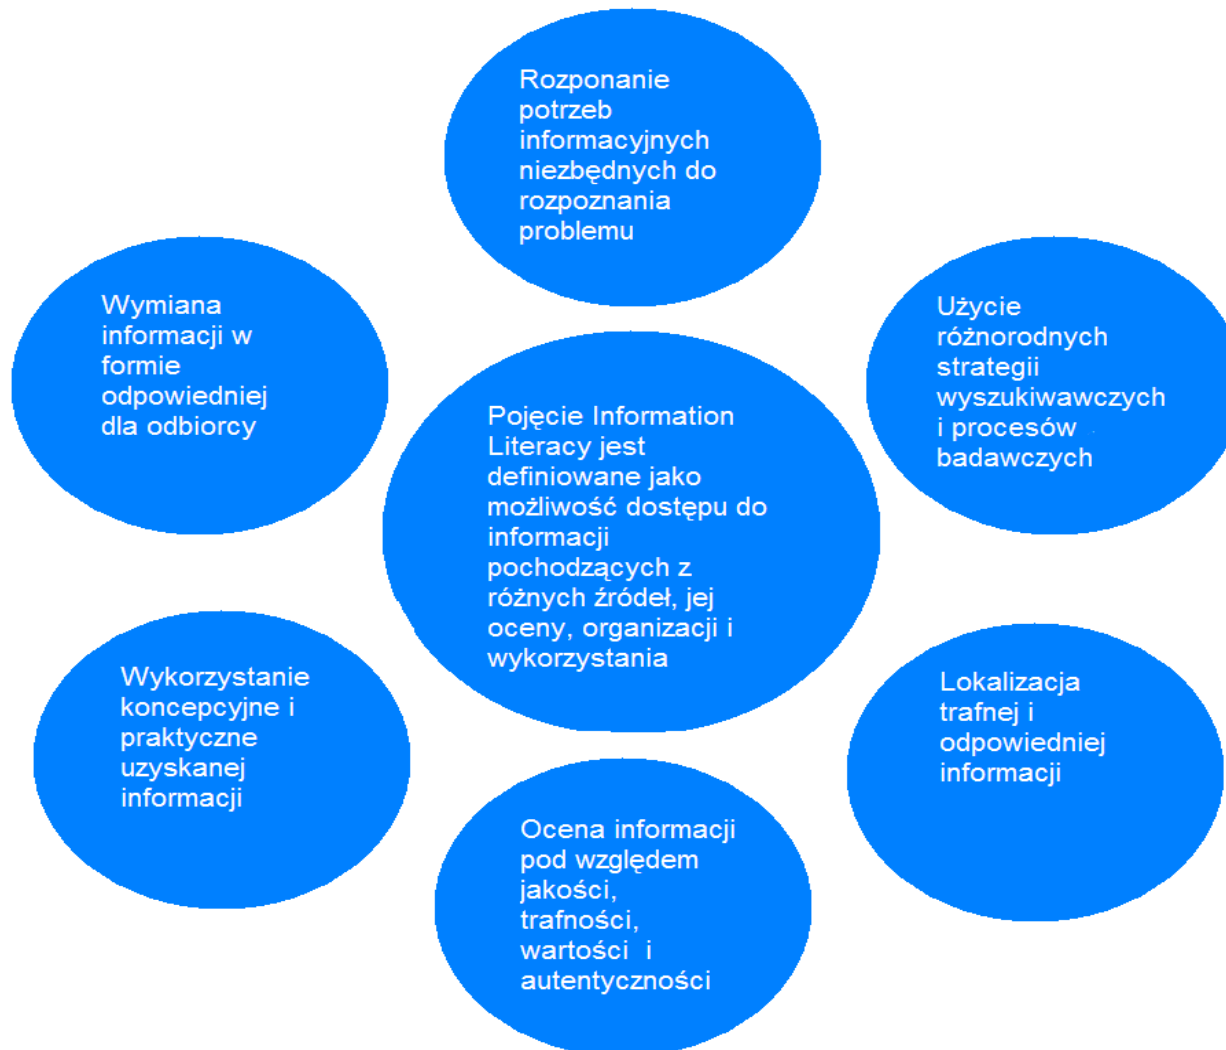 Rozponanie
potrzeb
informacyjnych
niezbędnych do
rozpoznania
problemu
Wymiana
informacji w
formie
odpowiedniej
dla odbiorcy
Użycie
różnorodnych
strategii
wyszukiwawczych
i procesów
badawczych
Pojęcie Information
Literacy jest
definiowane jako
możliwość dostępu do
informacji
pochodzących z
różnych źródeł, jej
oceny, organizacji i
wykorzystania
Wykorzystanie
koncepcyjne i
praktyczne
uzyskanej
informacji
Lokalizacja
trafnej i
odpowiedniej
informacji
Ocena informacji
pod względem
jakości,
trafności,
wartości i
autentyczności